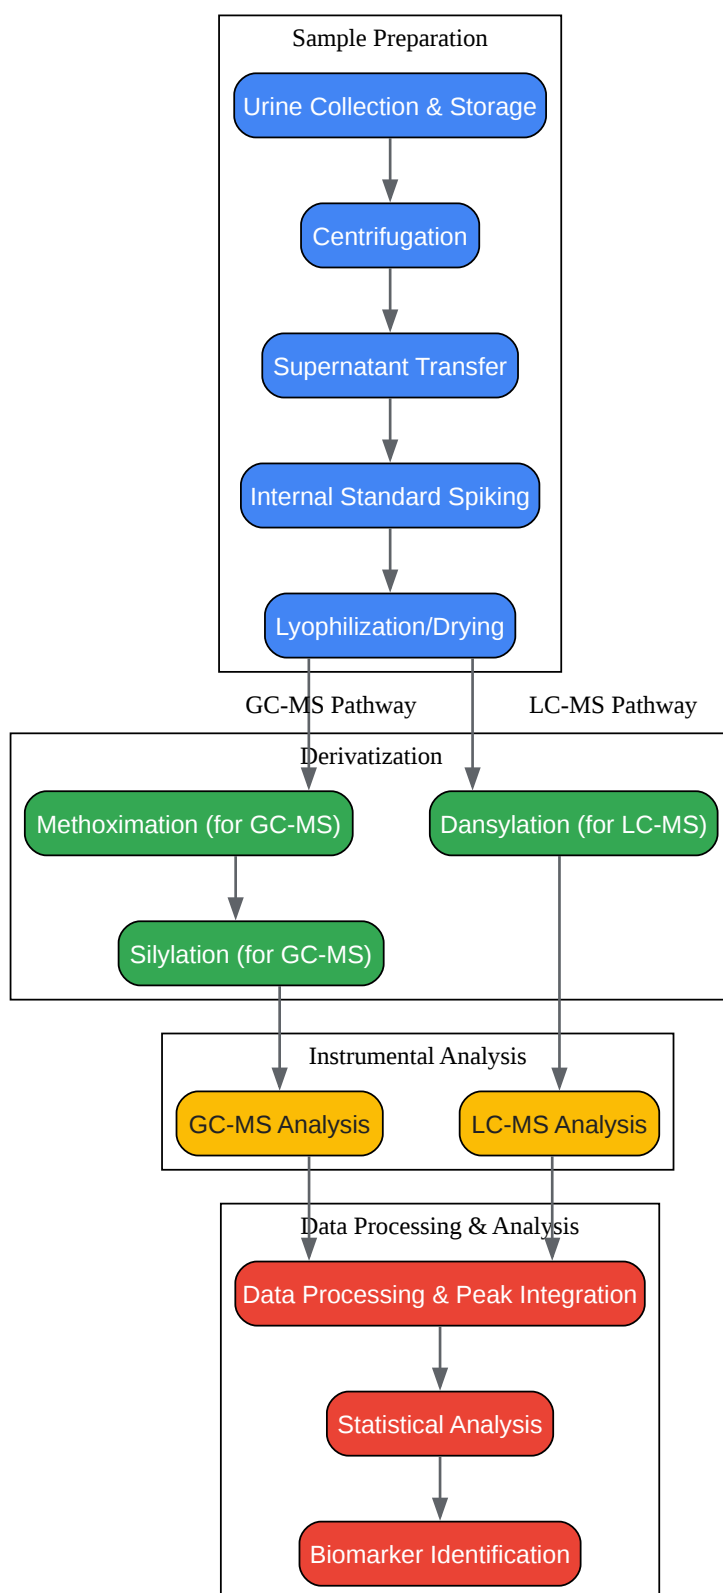 Sample Preparation
Urine Collection & Storage
Centrifugation
Supernatant Transfer
Internal Standard Spiking
Lyophilization/Drying
GC-MS Pathway
LC-MS Pathway
Derivatization
Methoximation (for GC-MS)
Dansylation (for LC-MS)
Silylation (for GC-MS)
Instrumental Analysis
GC-MS Analysis
LC-MS Analysis
Data Processing & Analysis
Data Processing & Peak Integration
Statistical Analysis
Biomarker Identification